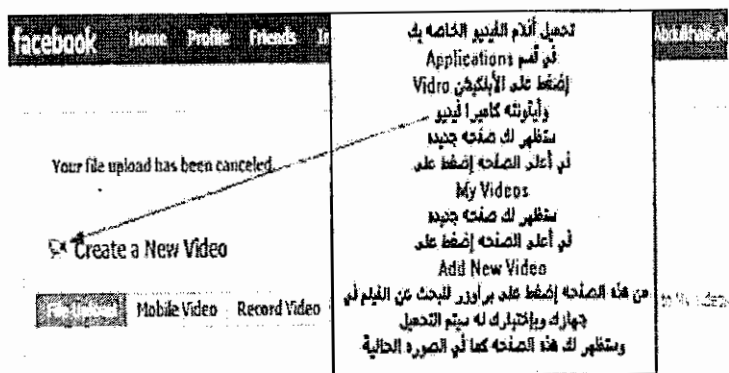 facebook Home Profile Friends
تحميل أفلام الفيديو الخاصه بك
في قسم Applications
إضغط على الأبلكيشن Vidro
وأيقونته كاميرا فيديو
ستظهر لك صفحه جديده
في أعلى الصفحه إضغط على
My Videos
ستظهر لك صفحه جديده
في أعلى الصفحه إضغط على
Add New Video
من هذه الصفحه إضغط على براوزر للبحث عن الفيلم في
جهازك وبإختيارك له سيتم التحميل
وستظهر لك هذه الصفحه كما في الصوره الحالية
Your file upload has been canceled.
Create a New Video
File Upload Mobile Video Record Video